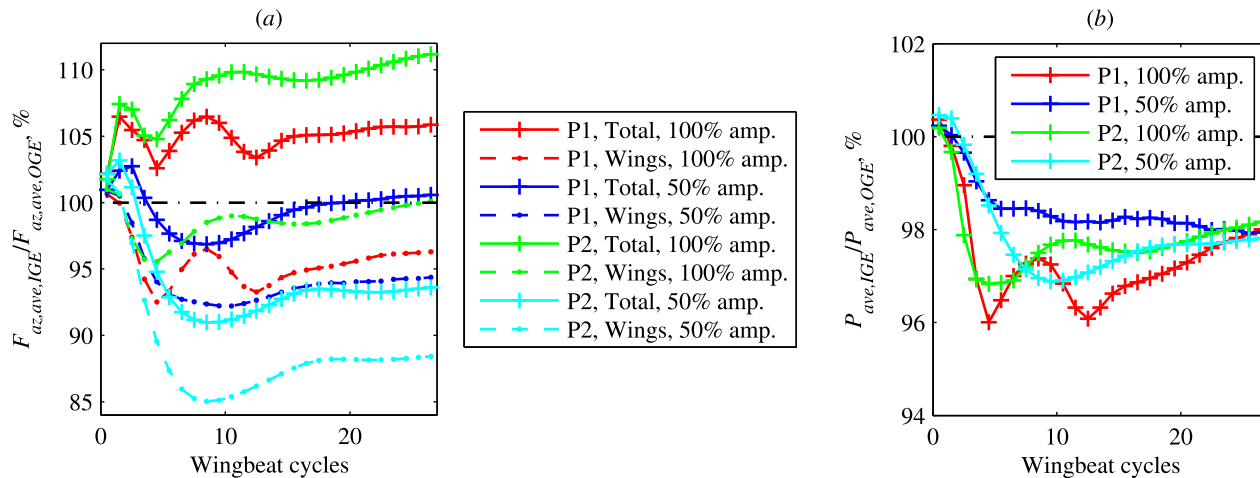 (a)
F_az,ave,IGE/F_az,ave,OGE, %
110
105
100
95
90
85
0
10
20
Wingbeat cycles
P1, Total, 100% amp.
P1, Wings, 100% amp.
P1, Total, 50% amp.
P1, Wings, 50% amp.
P2, Total, 100% amp.
P2, Wings, 100% amp.
P2, Total, 50% amp.
P2, Wings, 50% amp.
(b)
P_ave,IGE/P_ave,OGE, %
102
100
98
96
94
0
10
20
Wingbeat cycles
P1, 100% amp.
P1, 50% amp.
P2, 100% amp.
P2, 50% amp.